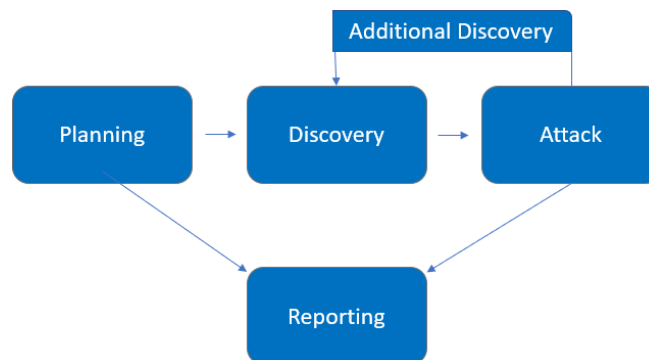 Additional Discovery
Planning
Discovery
Attack
Reporting